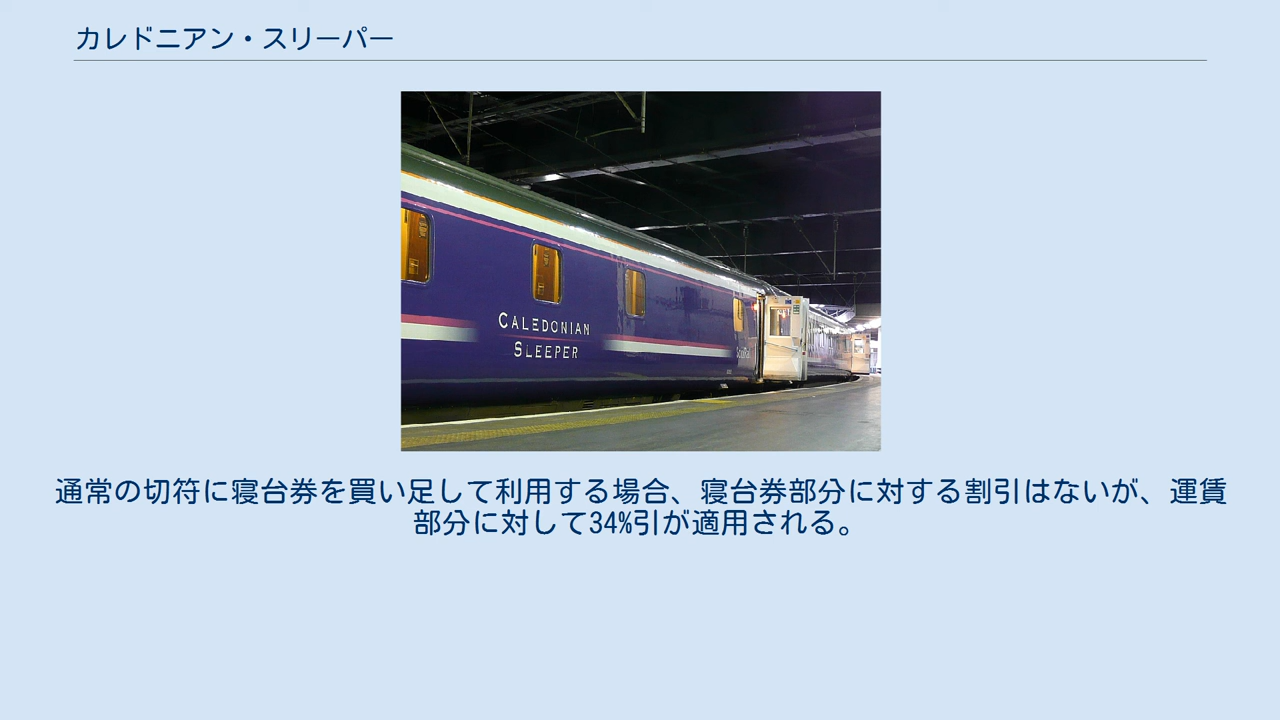 カレドニアン・スリーパー
CALEDONIAN
SLEEPER
通常の切符に寝台券を買い足して利用する場合、寝台券部分に対する割引はないが、運賃
部分に対して34%引が適用される。